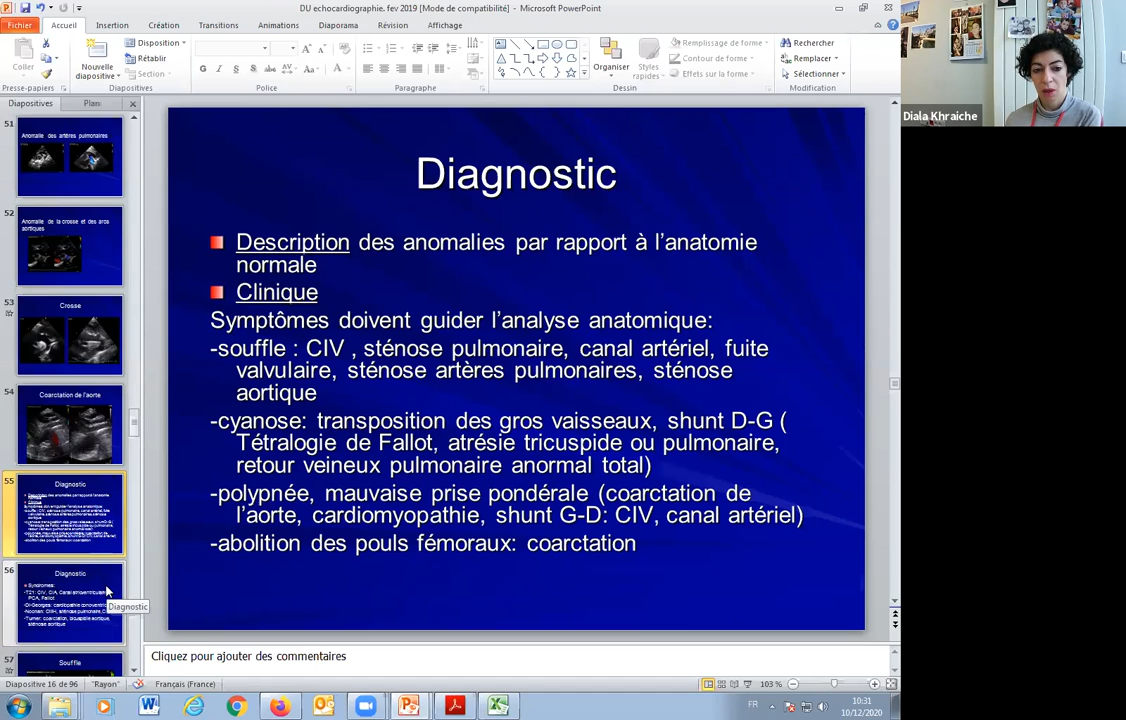 DU echocardiographie. fev 2019 [Mode de compatibilité] - Microsoft PowerPoint
Fichier Accueil Insertion Création Transitions Animations Diaporama Révision Affichage
Coller
Presse-papiers
Nouvelle
diapositive
Disposition
Rétablir
Section
Diapositives
Police
Paragraphe
Organiser
Styles
rapides
Remplissage de forme
Contour de forme
Effets sur la forme
Dessin
Rechercher
Remplacer
Sélectionner
Modification
Diapositives Plan
51
Anomalie des artères pulmonaires
52
Anomalie de la crosse et des arcs
aortiques
53
Crosse
54
Coarctation de l'aorte
55
Diagnostic
56
Diagnostic
Syndromes:
57
Souffle
Diagnostic
Description des anomalies par rapport à l'anatomie
normale
Clinique
Symptômes doivent guider l'analyse anatomique:
-souffle : CIV , sténose pulmonaire, canal artériel, fuite
valvulaire, sténose artères pulmonaires, sténose
aortique
-cyanose: transposition des gros vaisseaux, shunt D-G (
Tétralogie de Fallot, atrésie tricuspide ou pulmonaire,
retour veineux pulmonaire anormal total)
-polypnée, mauvaise prise pondérale (coarctation de
l'aorte, cardiomyopathie, shunt G-D: CIV, canal artériel)
-abolition des pouls fémoraux: coarctation
Diagnostic
Cliquez pour ajouter des commentaires
Diapositive 16 de 96 "Rayon" Français (France) 103 %
FR 10:31
10/12/2020
Diala Khraiche